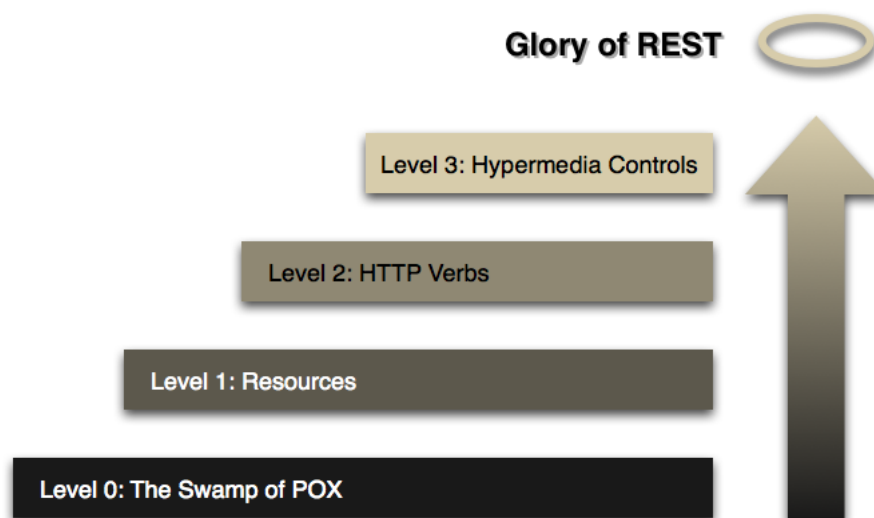 Glory of REST
Level 3: Hypermedia Controls
Level 2: HTTP Verbs
Level 1: Resources
Level 0: The Swamp of POX